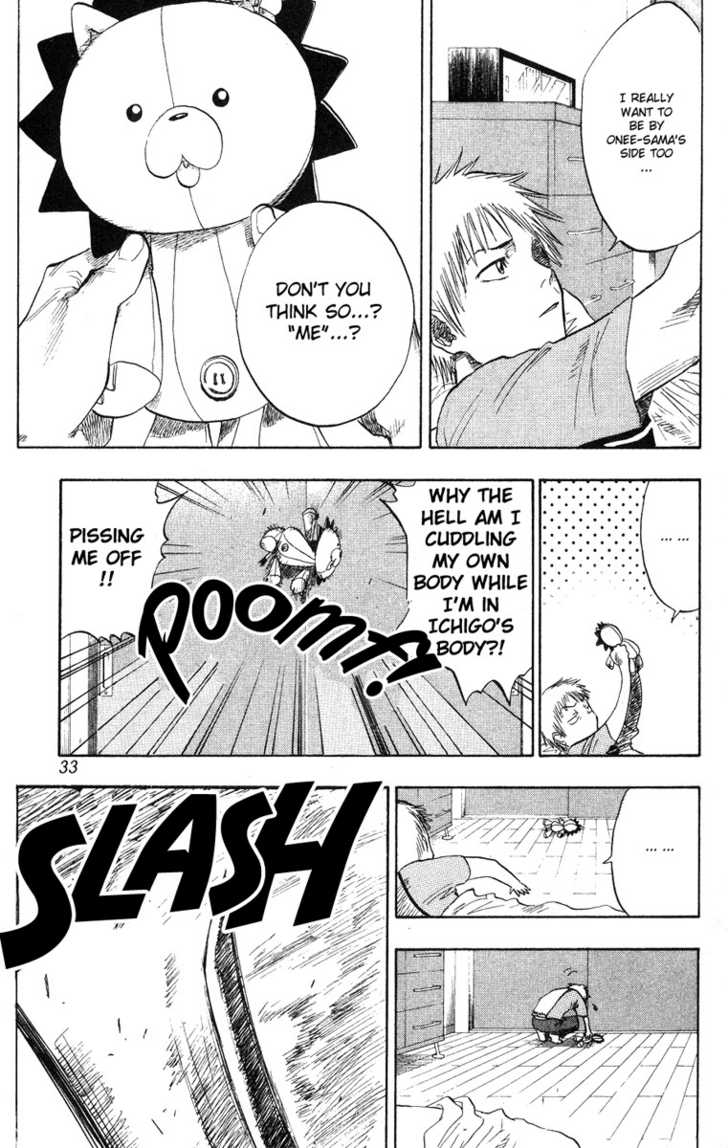 I REALLY
WANT TO
BE BY
ONEE-SAMA'S
SIDE TOO
...
DON'T YOU
THINK SO...?
"ME"...?
... ...
WHY THE
HELL AM I
CUDDLING
MY OWN
BODY WHILE
I'M IN
ICHIGO'S
BODY?!
PISSING
ME OFF
!!
POOMF!
33
... ...
SLASH